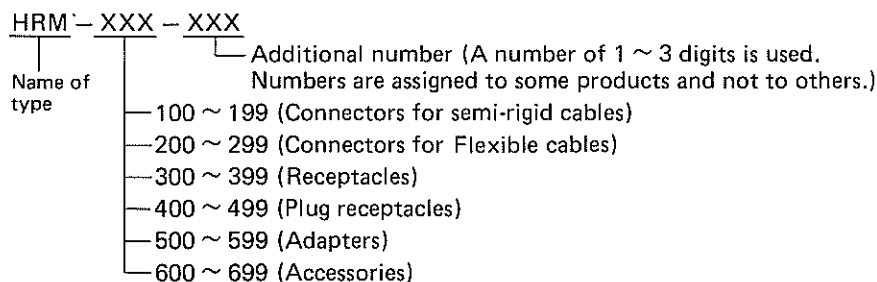 HRM – XXX – XXX
Additional number (A number of 1 ~ 3 digits is used.
Numbers are assigned to some products and not to others.)
Name of
type
100 ~ 199 (Connectors for semi-rigid cables)
200 ~ 299 (Connectors for Flexible cables)
300 ~ 399 (Receptacles)
400 ~ 499 (Plug receptacles)
500 ~ 599 (Adapters)
600 ~ 699 (Accessories)